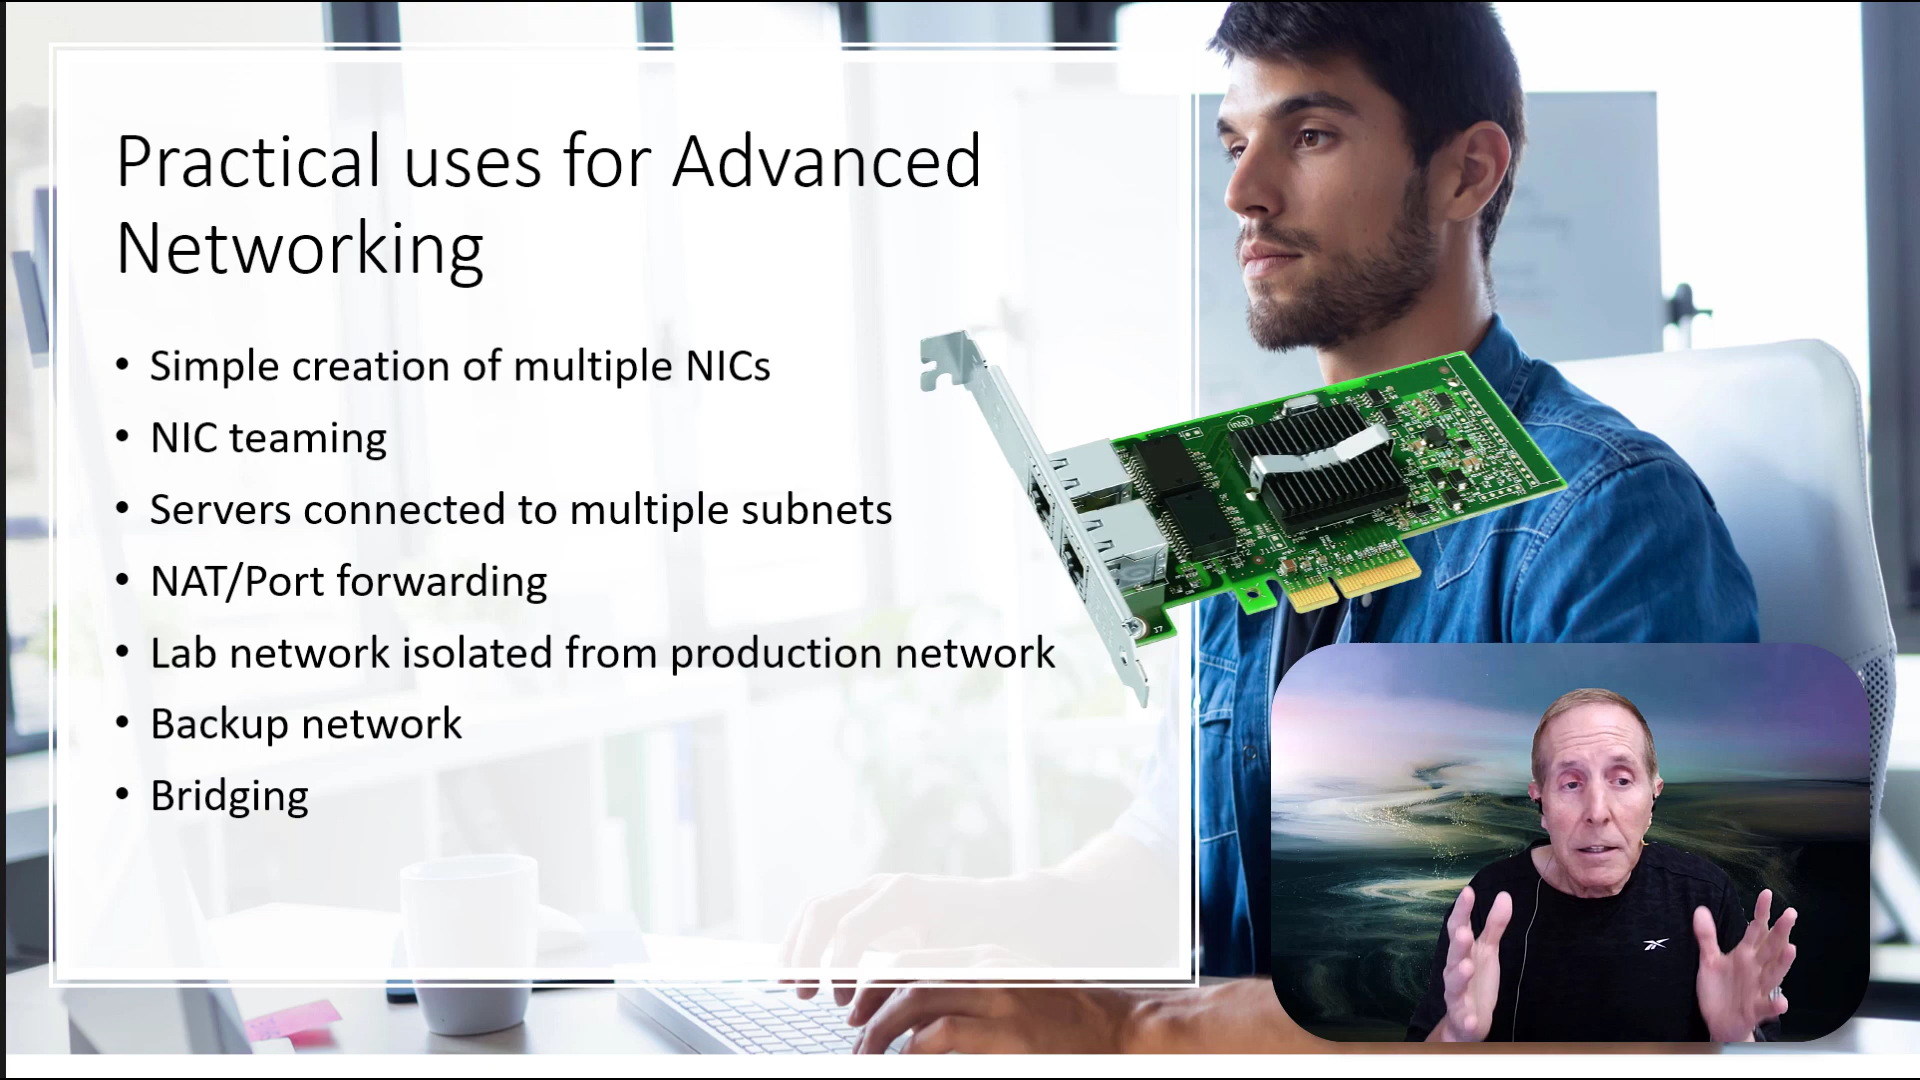 Practical uses for Advanced
Networking
• Simple creation of multiple NICs
• NIC teaming
• Servers connected to multiple subnets
• NAT/Port forwarding
• Lab network isolated from production network
• Backup network
• Bridging
intel